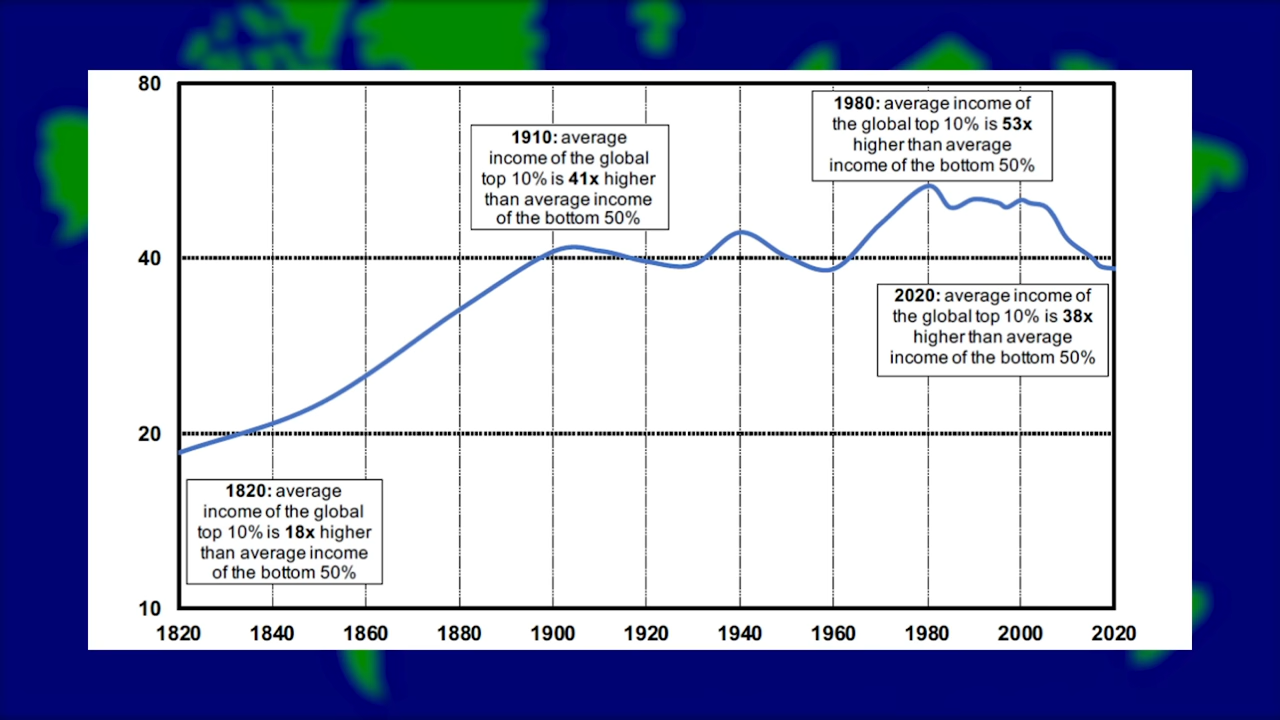 80
40
20
10
1910: average
income of the global
top 10% is 41x higher
than average income
of the bottom 50%
1980: average income of
the global top 10% is 53x
higher than average
income of the bottom 50%
2020: average income of
the global top 10% is 38x
higher than average
income of the bottom 50%
1820: average
income of the global
top 10% is 18x higher
than average income
of the bottom 50%
1820 1840 1860 1880 1900 1920 1940 1960 1980 2000 2020